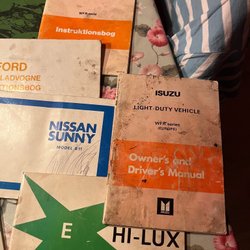 Instruktionsbog
FORD
LADVOGNE
TIONSBOG
NISSAN
SUNNY
MODEL B11
ISUZU
LIGHT-DUTY VEHICLE
WFR series
(EUROPE)
Owner's and
Driver's Manual
E
HI-LUX